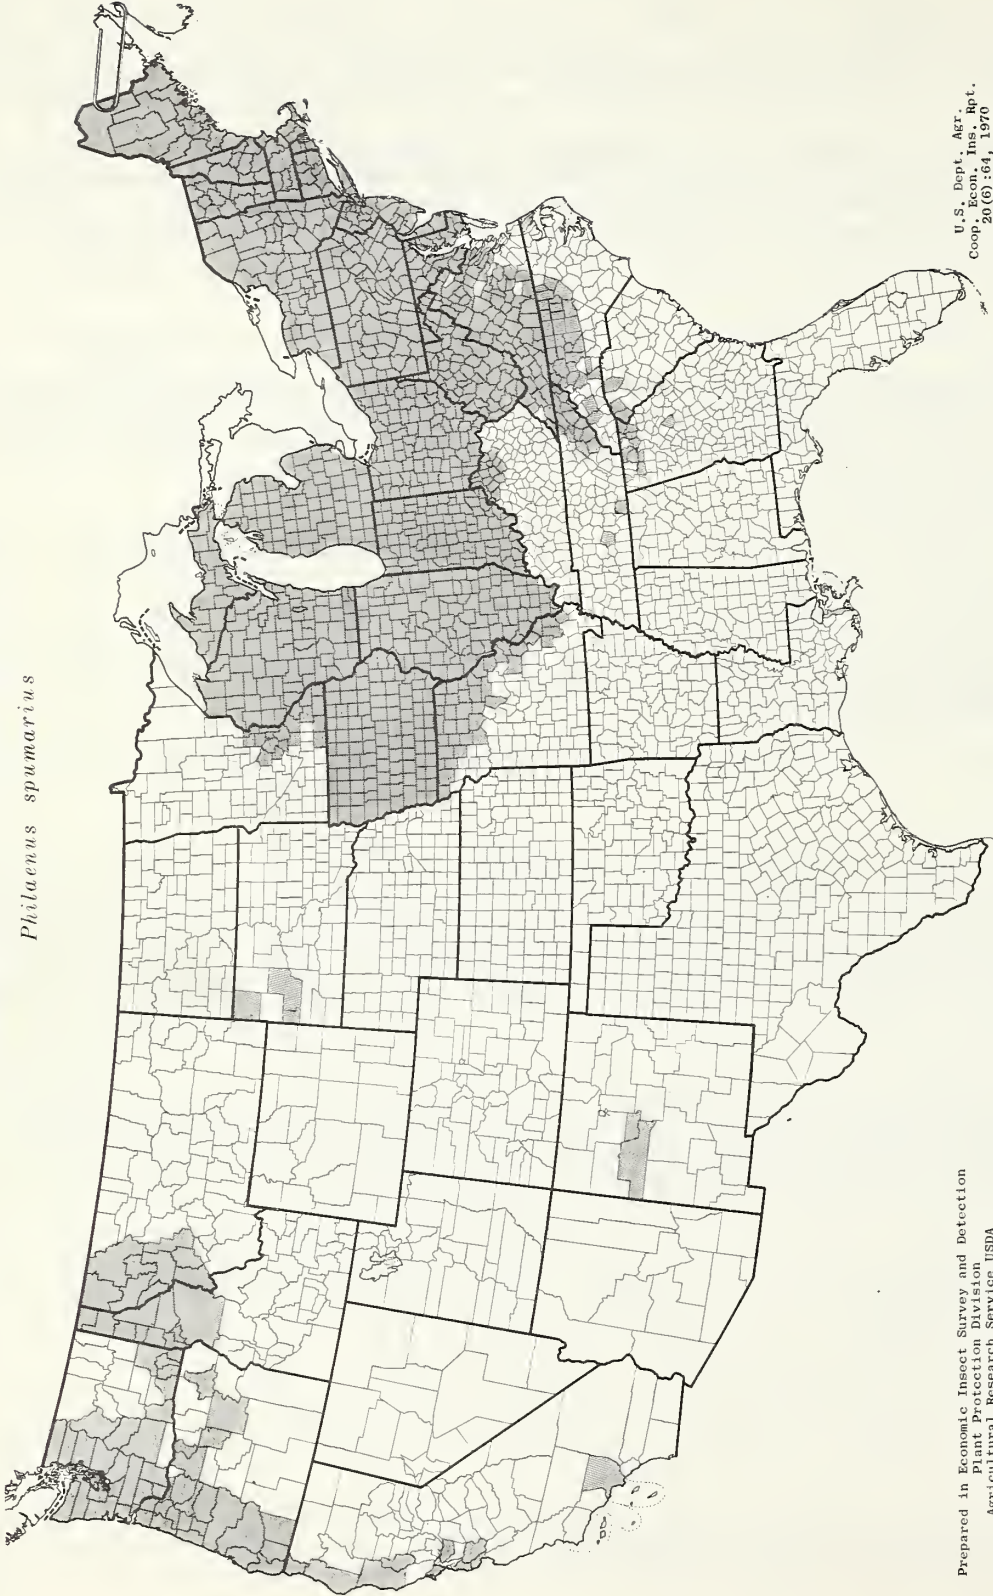 Philaenus spumarius
U.S. Dept. Agr.
Coop. Econ. Ins. Rpt.
20(6):64, 1970
Prepared in Economic Insect Survey and Detection
Plant Protection Division
Agricultural Research Service USDA